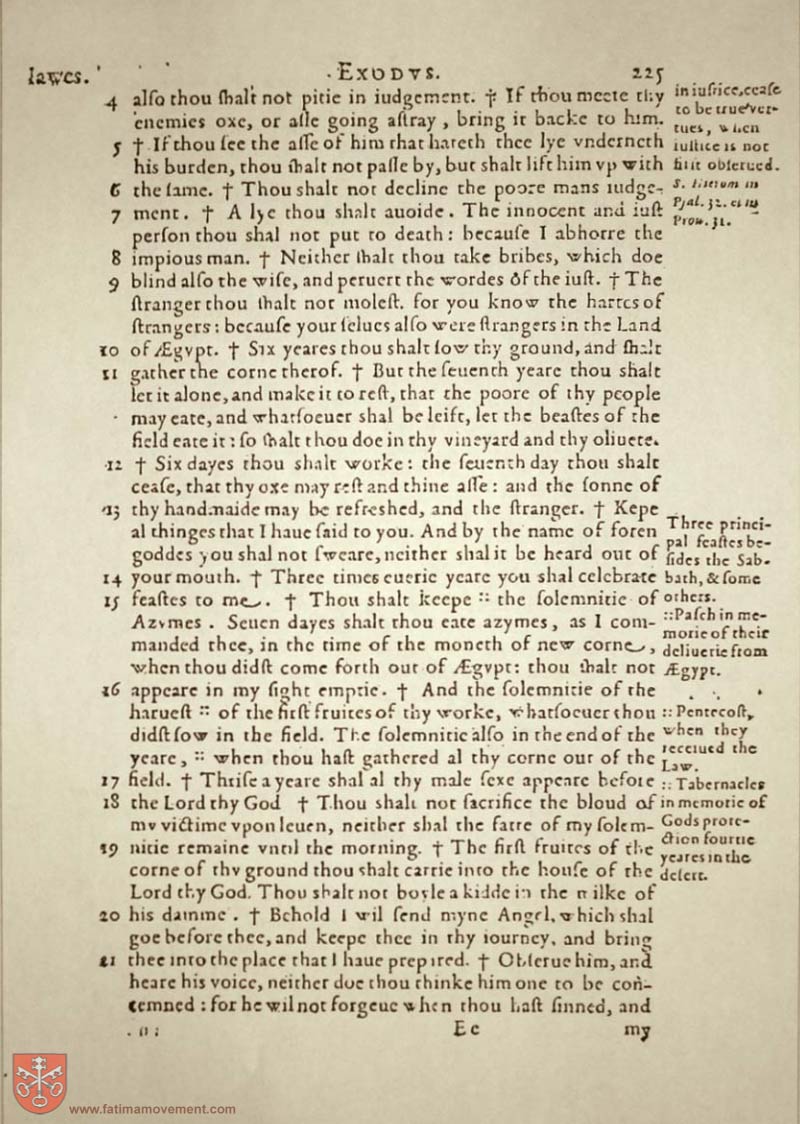 lawes.
EXODVS.
225
4 alſo thou ſhalt not pitie in iudgement. † If thou meete thy
enemies oxe, or aſſe going aſtray, bring it backe to him.
5 † If thou ſee the aſſe of him that hateth thee lye vnderneth
his burden, thou ſhalt not paſſe by, but shalt lift him vp with
6 the ſame. † Thou shalt not decline the poore mans iudge-
7 ment. † A lye thou shalt auoide. The innocent and iuſt
perſon thou shal not put to death: becauſe I abhorre the
8 impious man. † Neither ſhalt thou take bribes, which doe
9 blind alſo the wiſe, and peruert the wordes of the iuſt. † The
ſtranger thou ſhalt not moleſt. for you know the hartes of
ſtrangers: becauſe your ſelues alſo were ſtrangers in the Land
10 of Ægypt. † Six yeares thou shalt ſow thy ground, and ſhalt
11 gather the corne therof. † But the ſeuenth yeare thou shalt
let it alone, and make it to reſt, that the poore of thy people
may eate, and whatſoeuer shal be leift, let the beaſtes of the
field eate it: ſo ſhalt thou doe in thy vineyard and thy oliuete.
12 † Six dayes thou shalt worke: the ſeuenth day thou shalt
ceaſe, that thy oxe may reſt and thine aſſe: and the ſonne of
13 thy handmaide may be refreshed, and the ſtranger. † Kepe
al thinges that I haue ſaid to you. And by the name of foren
goddes you shal not ſweare, neither shal it be heard out of
14 your mouth. † Three times euerie yeare you shal celebrate
15 feaſtes to me. † Thou shalt keepe :: the ſolemnitie of
Azymes. Seuen dayes shalt thou eate azymes, as I com-
manded thee, in the time of the moneth of new corne,
when thou didſt come forth out of Ægypt: thou ſhalt not
16 appeare in my ſight emptie. † And the ſolemnitie of the
harueſt :: of the firſt fruites of thy worke, whatſoeuer thou
didſt ſow in the field. The ſolemnitie alſo in the end of the
yeare, :: when thou haſt gathered al thy corne out of the
17 field. † Thriſe a yeare shal al thy male ſexe appeare before
18 the Lord thy God † Thou shalt not ſacrifice the bloud of
my victime vpon leuen, neither shal the fatte of my ſolem-
19 nitie remaine vntil the morning. † The firſt fruites of the
corne of thy ground thou shalt carrie into the houſe of the
Lord thy God. Thou shalt not boyle a kidde in the milke of
20 his damme. † Behold I wil ſend myne Angel, which shal
goe before thee, and keepe thee in thy iourney, and bring
21 thee into the place that I haue prepared. † Obſerue him, and
heare his voice, neither doe thou thinke him one to be con-
temned: for he wil not forgeue when thou haſt ſinned, and
Ee
my
in iuſtice, ceaſe
to be true ver-
tues, when
iuſtice is not
firſt obſerued.
Pſal. 32.
Prou. 31.
Three princi-
pal feaſtes be-
ſides the Sab-
bath, & ſome
others.
:: Paſch in me-
morie of their
deliuerie from
Ægypt.
:: Pentecoſt,
when they
receiued the
Law.
:: Tabernacles
in memorie of
Gods prote-
ction fourtie
yeares in the
deſert.
www.fatimamovement.com